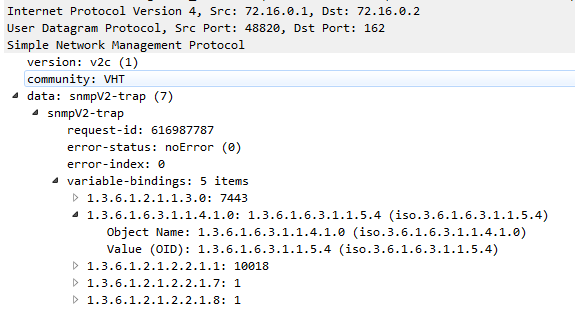 Internet Protocol Version 4, Src: 72.16.0.1, Dst: 72.16.0.2
User Datagram Protocol, Src Port: 48820, Dst Port: 162
Simple Network Management Protocol
version: v2c (1)
community: VHT
data: snmpV2-trap (7)
snmpV2-trap
request-id: 616987787
error-status: noError (0)
error-index: 0
variable-bindings: 5 items
1.3.6.1.2.1.1.3.0: 7443
1.3.6.1.6.3.1.1.4.1.0: 1.3.6.1.6.3.1.1.5.4 (iso.3.6.1.6.3.1.1.5.4)
Object Name: 1.3.6.1.6.3.1.1.4.1.0 (iso.3.6.1.6.3.1.1.4.1.0)
Value (OID): 1.3.6.1.6.3.1.1.5.4 (iso.3.6.1.6.3.1.1.5.4)
1.3.6.1.2.1.2.2.1.1: 10018
1.3.6.1.2.1.2.2.1.7: 1
1.3.6.1.2.1.2.2.1.8: 1